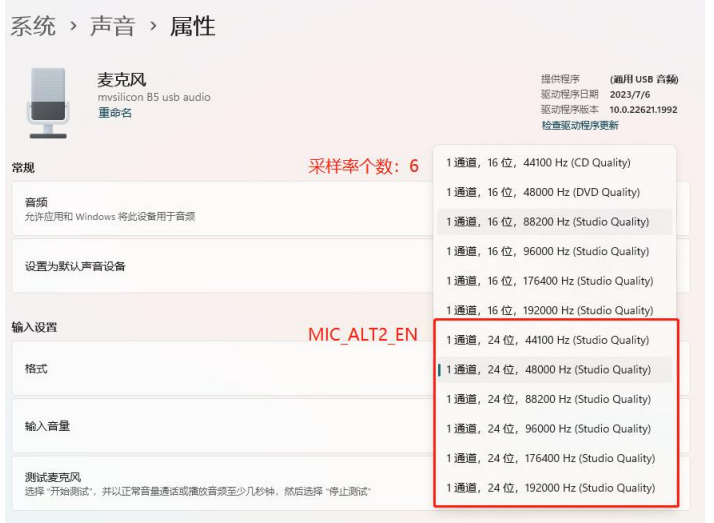 系统 › 声音 › 属性
麦克风
mvsilicon B5 usb audio
重命名
提供程序 (通用 USB 音频)
驱动程序日期 2023/7/6
驱动程序版本 10.0.22621.1992
检查驱动程序更新
常规
采样率个数：6
音频
允许应用和 Windows 将此设备用于音频
设置为默认声音设备
输入设置
MIC_ALT2_EN
格式
输入音量
测试麦克风
选择 "开始测试"，并以正常音量通话或播放音频至少几秒钟，然后选择 "停止测试"
1 通道，16 位，44100 Hz (CD Quality)
1 通道，16 位，48000 Hz (DVD Quality)
1 通道，16 位，88200 Hz (Studio Quality)
1 通道，16 位，96000 Hz (Studio Quality)
1 通道，16 位，176400 Hz (Studio Quality)
1 通道，16 位，192000 Hz (Studio Quality)
1 通道，24 位，44100 Hz (Studio Quality)
1 通道，24 位，48000 Hz (Studio Quality)
1 通道，24 位，88200 Hz (Studio Quality)
1 通道，24 位，96000 Hz (Studio Quality)
1 通道，24 位，176400 Hz (Studio Quality)
1 通道，24 位，192000 Hz (Studio Quality)